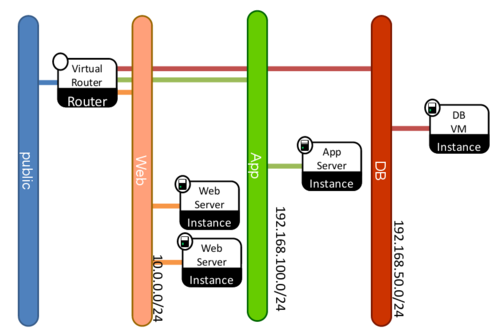 public
Virtual
Router
Router
Web
10.0.0.0/24
Web
Server
Instance
Web
Server
Instance
App
192.168.100.0/24
App
Server
Instance
DB
192.168.50.0/24
DB
VM
Instance